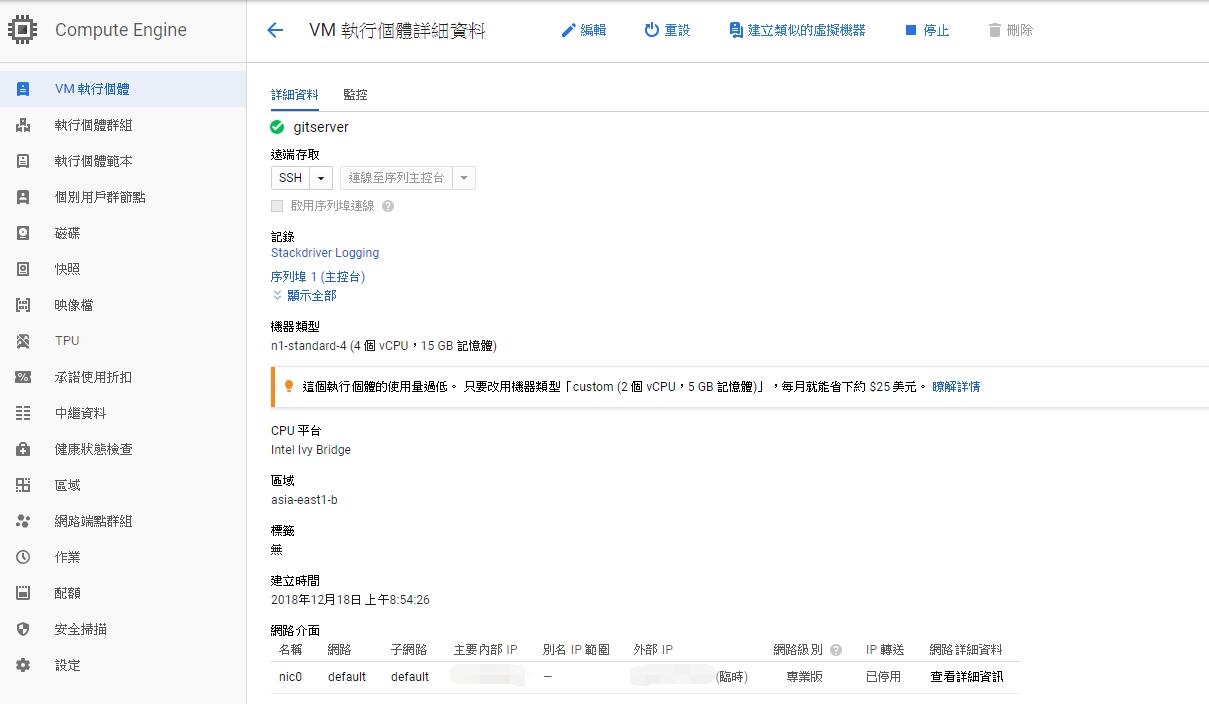 Compute Engine
VM 執行個體詳細資料
編輯
重設
建立類似的虛擬機器
停止
刪除
VM 執行個體
執行個體群組
執行個體範本
個別用戶群節點
磁碟
快照
映像檔
TPU
承諾使用折扣
中繼資料
健康狀態檢查
區域
網路端點群組
作業
配額
安全掃描
設定
詳細資料 監控
gitserver
遠端存取
SSH 連線至序列主控台
啟用序列埠連線
記錄
Stackdriver Logging
序列埠 1 (主控台)
顯示全部
機器類型
n1-standard-4 (4 個 vCPU，15 GB 記憶體)
這個執行個體的使用量過低。 只要改用機器類型「custom (2 個 vCPU，5 GB 記憶體)」，每月就能省下約 $25 美元。 瞭解詳情
CPU 平台
Intel Ivy Bridge
區域
asia-east1-b
標籤
無
建立時間
2018年12月18日 上午8:54:26
網路介面
名稱 網路 子網路 主要內部 IP 別名 IP 範圍 外部 IP 網路級別 IP 轉送 網路詳細資料
nic0 default default — (臨時) 專業版 已停用 查看詳細資訊